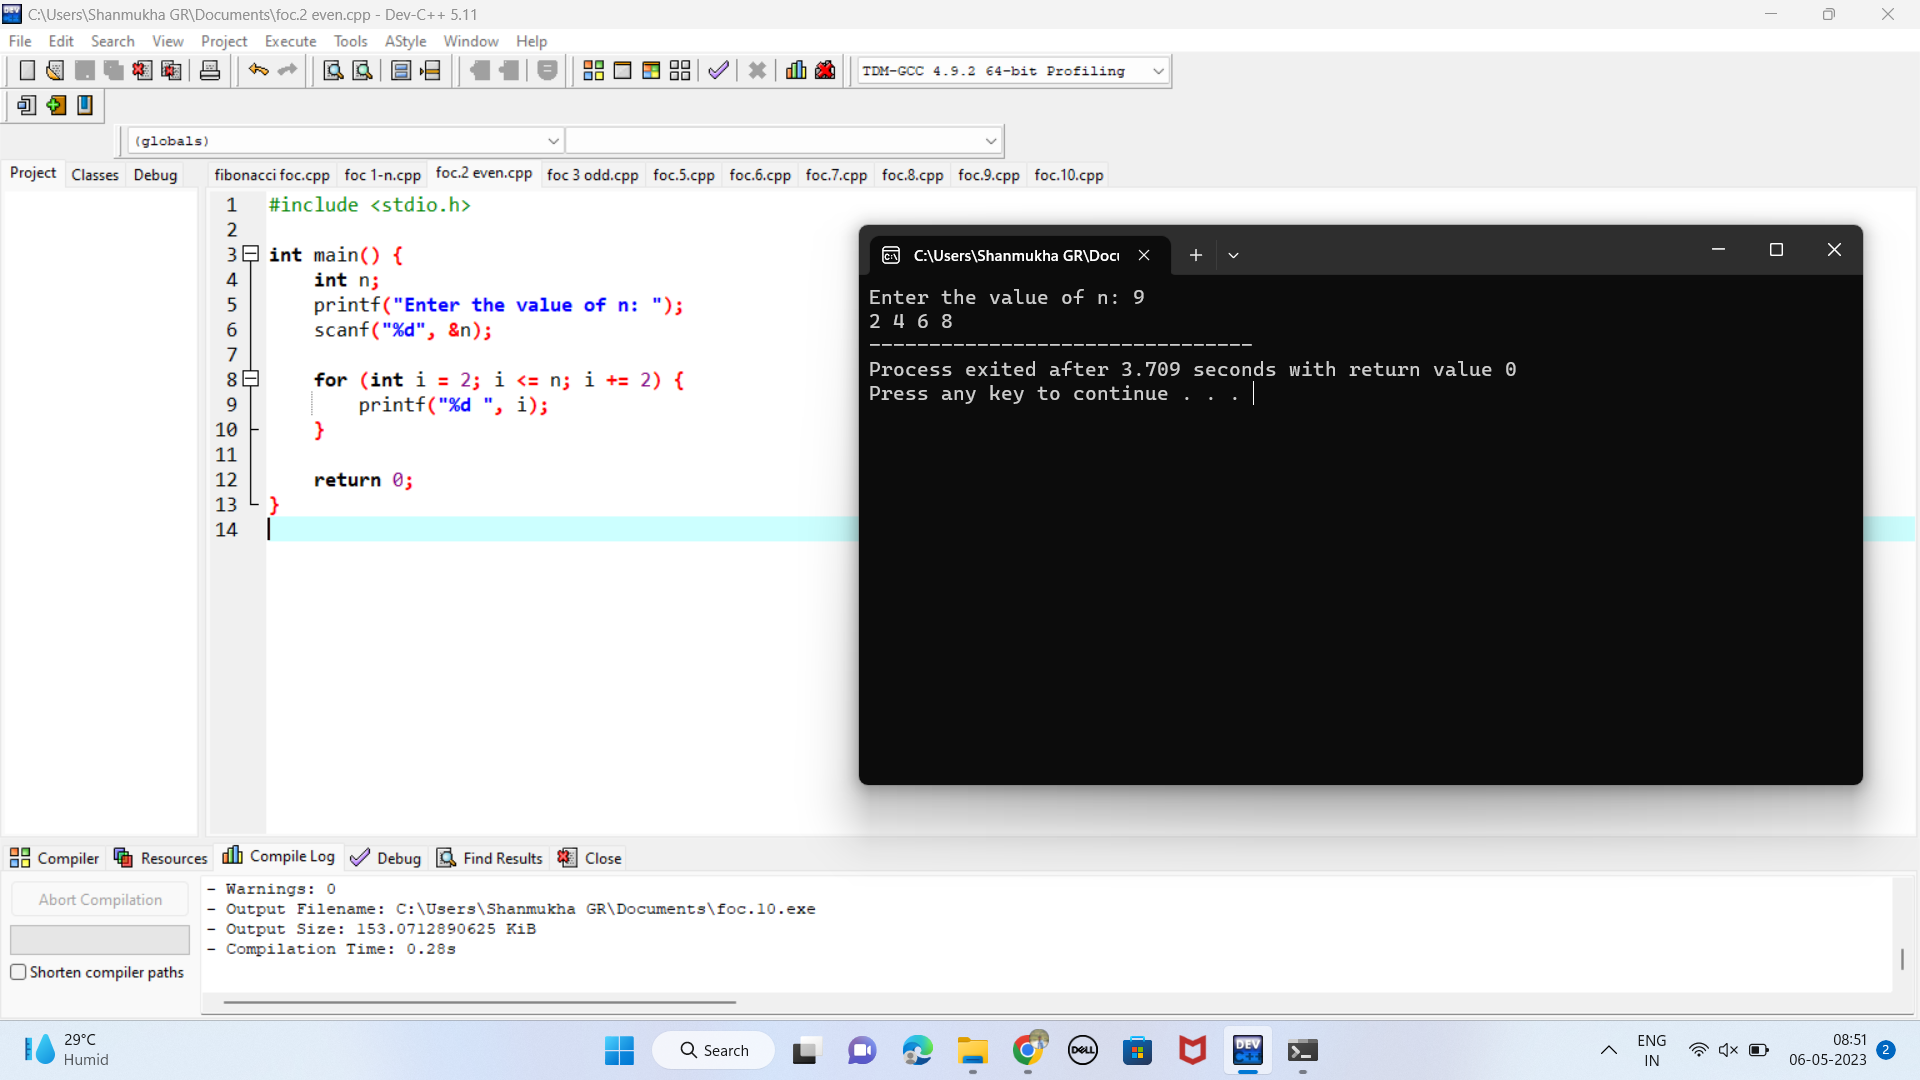 C:\Users\Shanmukha GR\Documents\foc.2 even.cpp - Dev-C++ 5.11
File Edit Search View Project Execute Tools AStyle Window Help
TDM-GCC 4.9.2 64-bit Profiling
(globals)
Project Classes Debug
fibonacci foc.cpp foc 1-n.cpp foc.2 even.cpp foc 3 odd.cpp foc.5.cpp foc.6.cpp foc.7.cpp foc.8.cpp foc.9.cpp foc.10.cpp
1 #include <stdio.h>
2
3 int main() {
4 int n;
5 printf("Enter the value of n: ");
6 scanf("%d", &n);
7
8 for (int i = 2; i <= n; i += 2) {
9 printf("%d ", i);
10 }
11
12 return 0;
13 }
14
C:\Users\Shanmukha GR\Docu
Enter the value of n: 9
2 4 6 8
--------------------------------
Process exited after 3.709 seconds with return value 0
Press any key to continue . . .
Compiler Resources Compile Log Debug Find Results Close
Abort Compilation
Shorten compiler paths
- Warnings: 0
- Output Filename: C:\Users\Shanmukha GR\Documents\foc.10.exe
- Output Size: 153.0712890625 KiB
- Compilation Time: 0.28s
29°C
Humid
Search
DELL
DEV
C++
ENG
IN
08:51
06-05-2023
2